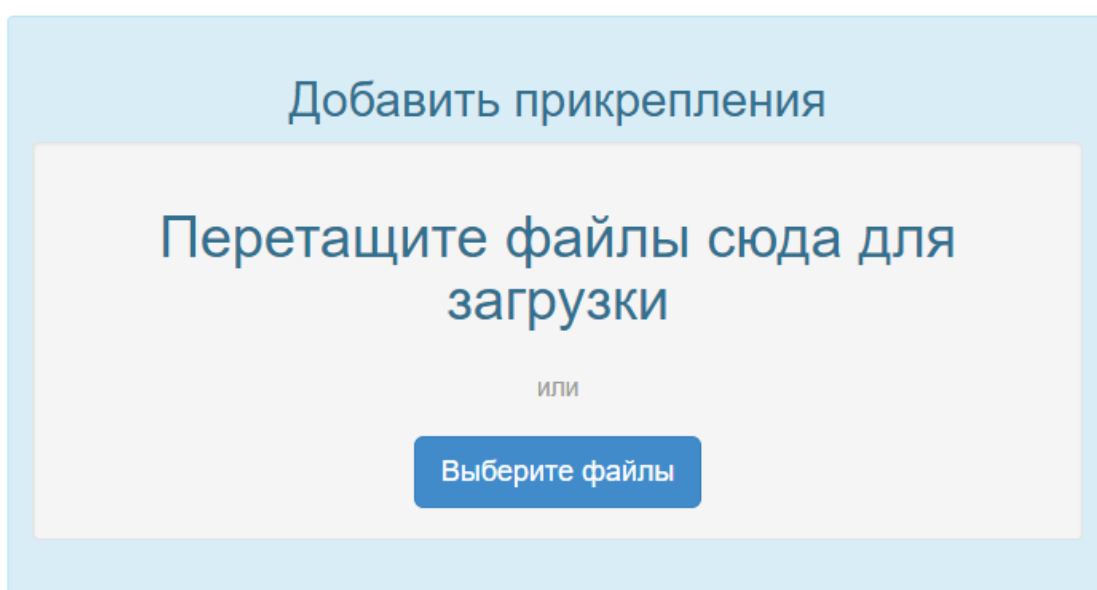 Добавить прикрепления
Перетащите файлы сюда для
загрузки
или
Выберите файлы